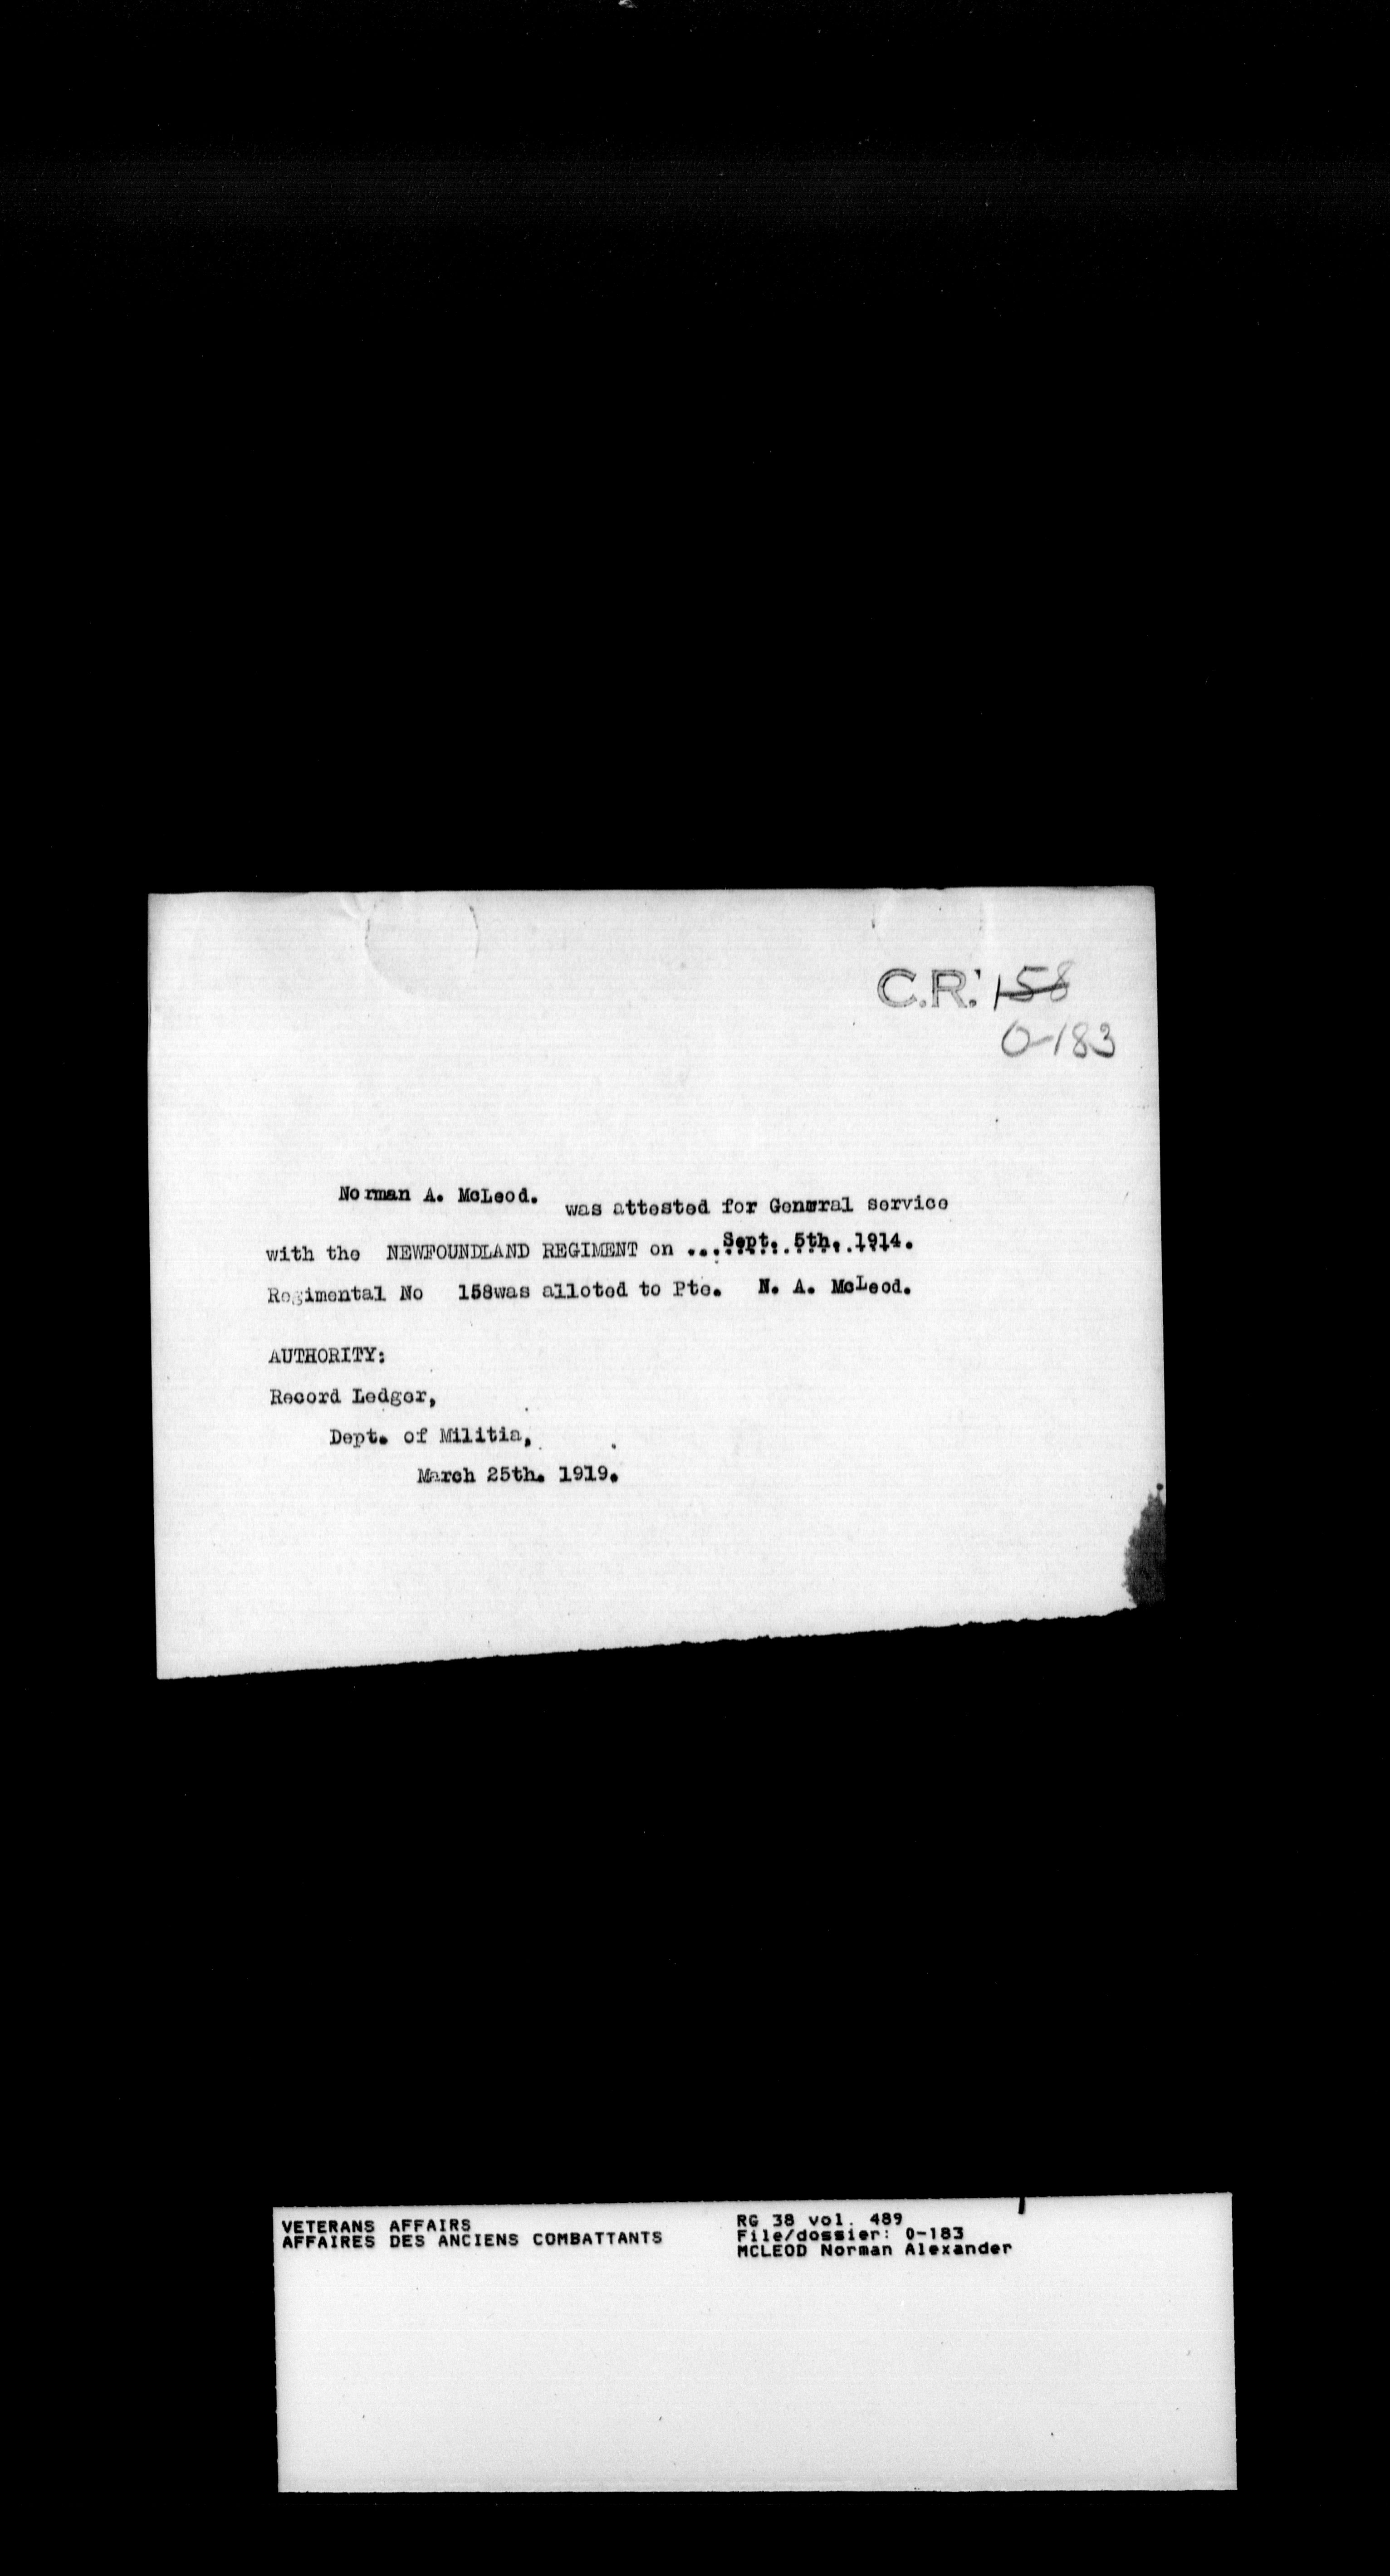 C.R. 158
0-183
Norman A. McLeod. was attested for General service
with the NEWFOUNDLAND REGIMENT on ...Sept. 5th. 1914.
Regimental No 158was alloted to Pte. N. A. McLeod.
AUTHORITY:
Record Ledger,
Dept. of Militia,
March 25th. 1919.
VETERANS AFFAIRS
AFFAIRES DES ANCIENS COMBATTANTS
RG 38 vol. 489
File/dossier: 0-183
MCLEOD Norman Alexander